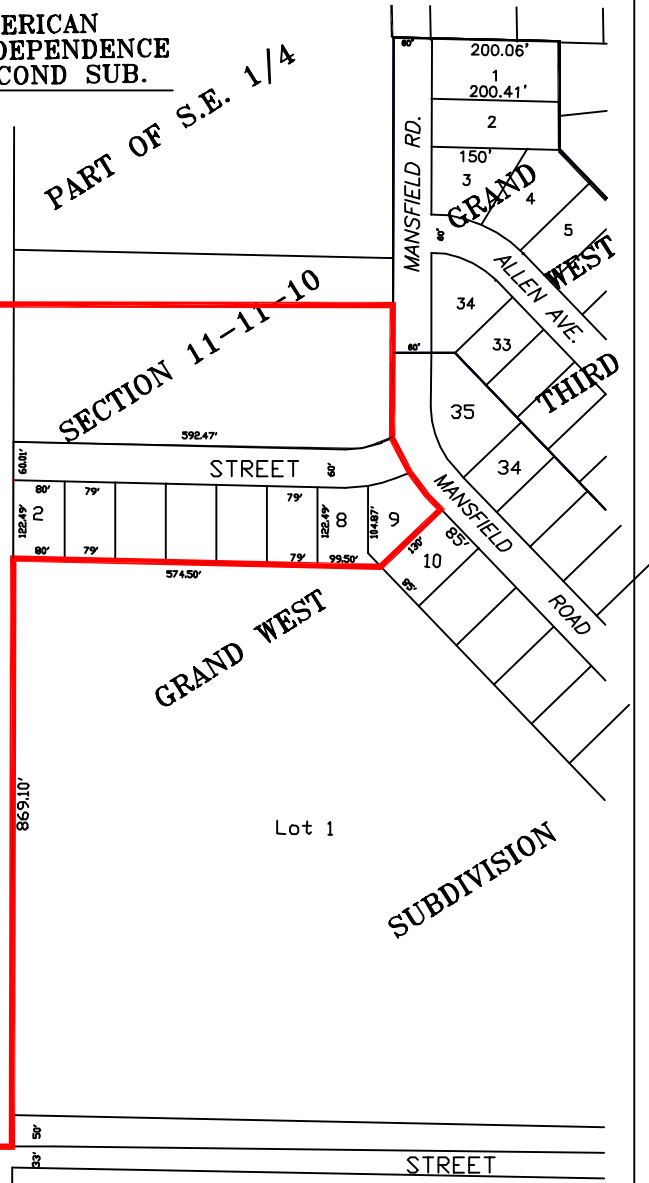 ERICAN
DEPENDENCE
COND SUB.
PART OF S.E. 1/4
60'
200.06'
1
200.41'
2
150'
3
4
5
MANSFIELD RD.
GRAND
WEST
THIRD
60'
ALLEN AVE.
34
33
60'
35
34
SECTION 11-11-10
592.47'
60.01'
STREET
60'
80'
79'
79'
122.49'
2
122.49'
8
104.87'
9
80'
79'
79'
99.50'
574.50'
130'
85'
10
85'
MANSFIELD
ROAD
GRAND WEST
869.10'
Lot 1
SUBDIVISION
50'
33'
STREET